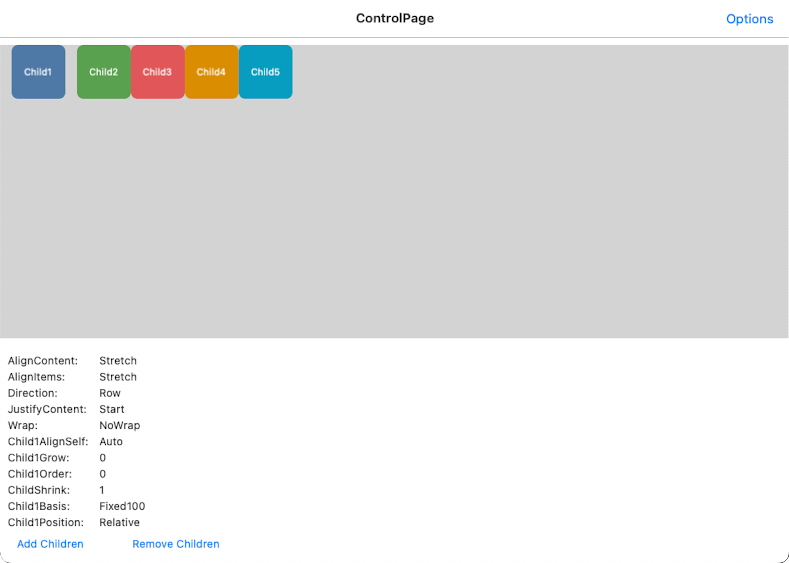 ControlPage
Options
Child1 Child2 Child3 Child4 Child5
AlignContent: Stretch
AlignItems: Stretch
Direction: Row
JustifyContent: Start
Wrap: NoWrap
Child1AlignSelf: Auto
Child1Grow: 0
Child1Order: 0
ChildShrink: 1
Child1Basis: Fixed100
Child1Position: Relative
Add Children Remove Children